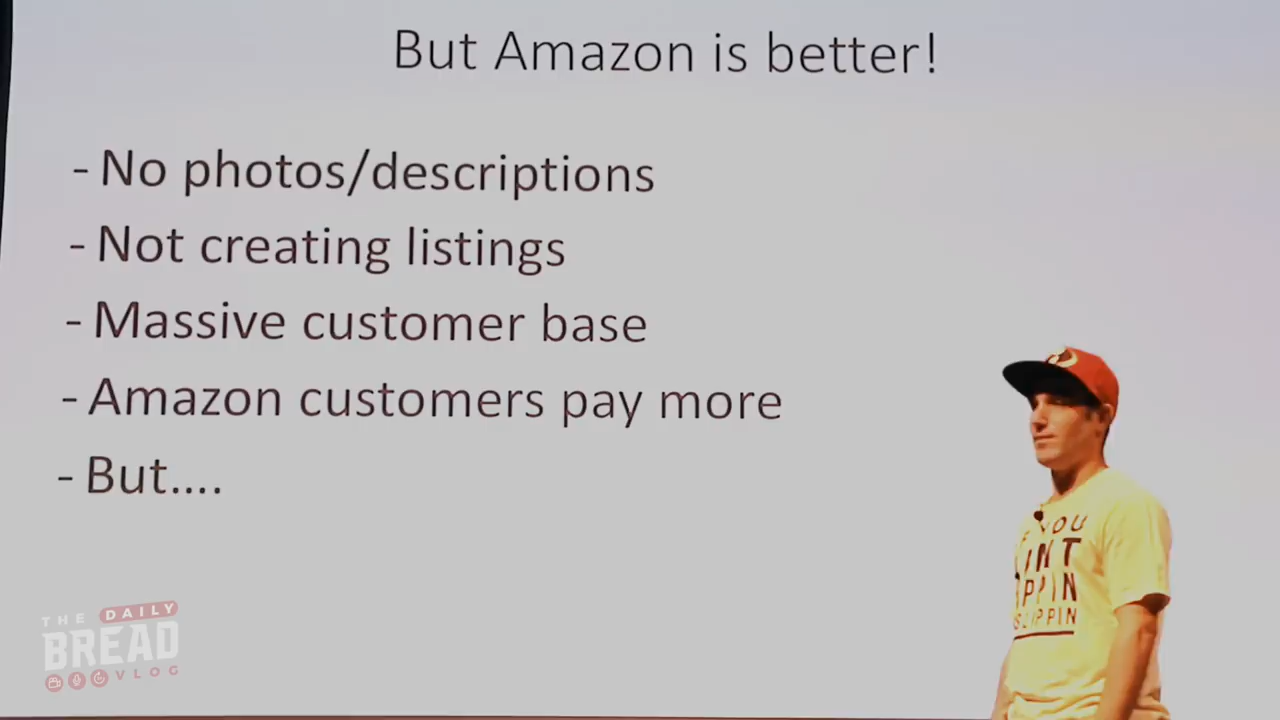 But Amazon is better!
- No photos/descriptions
- Not creating listings
- Massive customer base
- Amazon customers pay more
- But....
YOU
THE DAILY
BREAD
VLOG